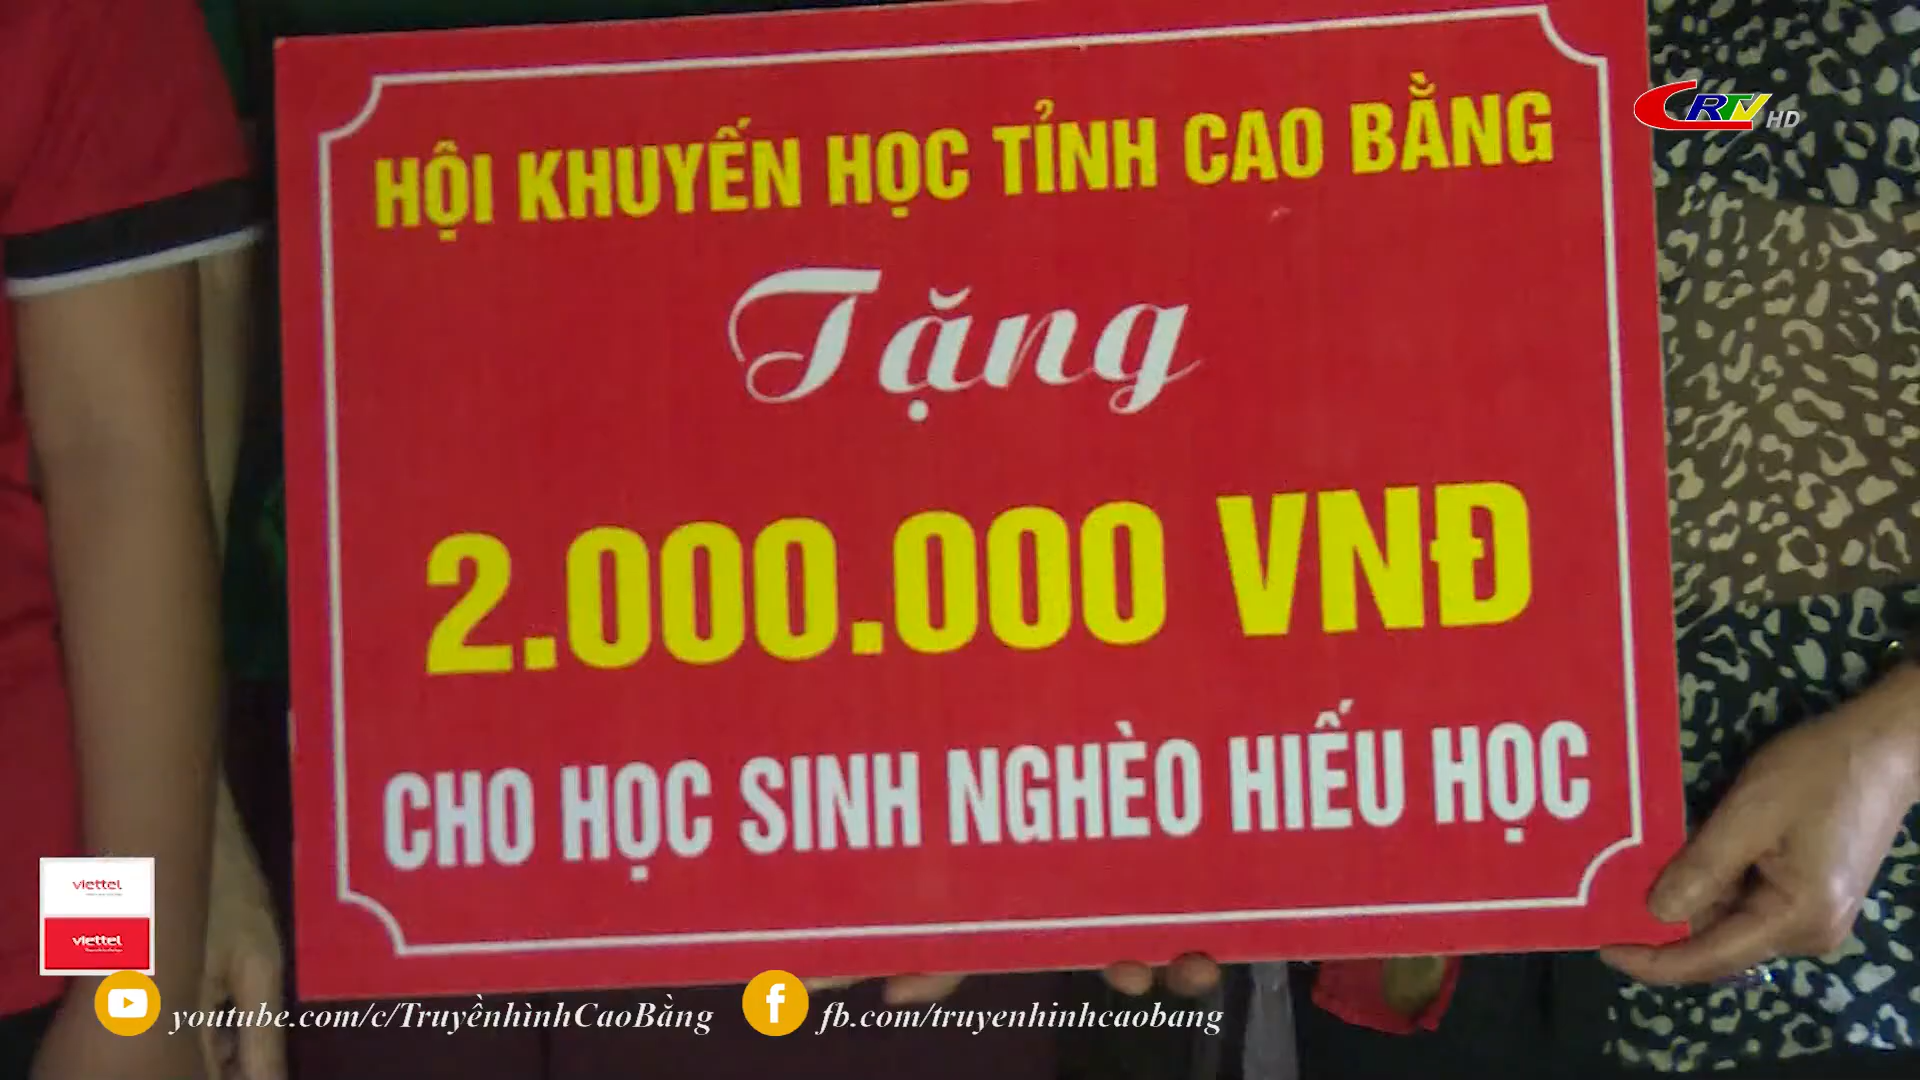 HỘI KHUYẾN HỌC TỈNH CAO BẰNG
Tặng
2.000.000 VNĐ
CHO HỌC SINH NGHÈO HIẾU HỌC
CRTV HD
viettel
viettel
youtube.com/c/TruyềnhìnhCaoBằng
fb.com/truyenhinhcaobang